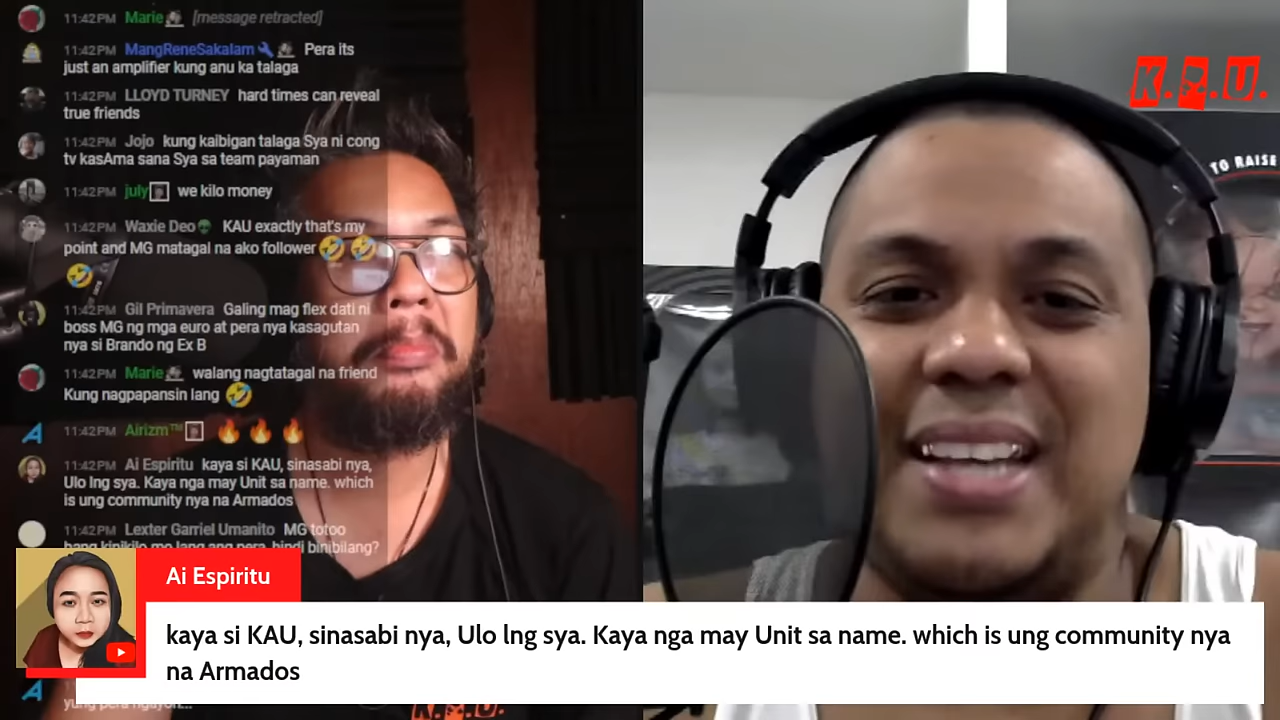 11:42PM Marie [message retracted]
11:42PM MangReneSakalam Pera its
just an amplifier kung anu ka talaga
11:42PM LLOYD TURNEY hard times can reveal
true friends
11:42PM Jojo kung kaibigan talaga Sya ni cong
tv kasAma sana Sya sa team payaman
11:42PM july we kilo money
11:42PM Waxie Deo👽 KAU exactly that's my
point and MG matagal na ako follower 🤣 🤣
🤣
11:42PM Gil Primavera Galing mag flex dati ni
boss MG ng mga euro at pera nya kasagutan
nya si Brando ng Ex B
11:42PM Marie walang nagtatagal na friend
Kung nagpapansin lang 🤣
11:42PM Airizm™ 🔥 🔥 🔥
11:42PM Ai Espiritu kaya si KAU, sinasabi nya,
Ulo lng sya. Kaya nga may Unit sa name. which
is ung community nya na Armados
11:42PM Lexter Garriel Umanito MG totoo
bang kinikilo mo lang ang pera, hindi binibilang?
yung pera ngayon...
K.P.U.
TO RAISE
Ai Espiritu
kaya si KAU, sinasabi nya, Ulo lng sya. Kaya nga may Unit sa name. which is ung community nya
na Armados